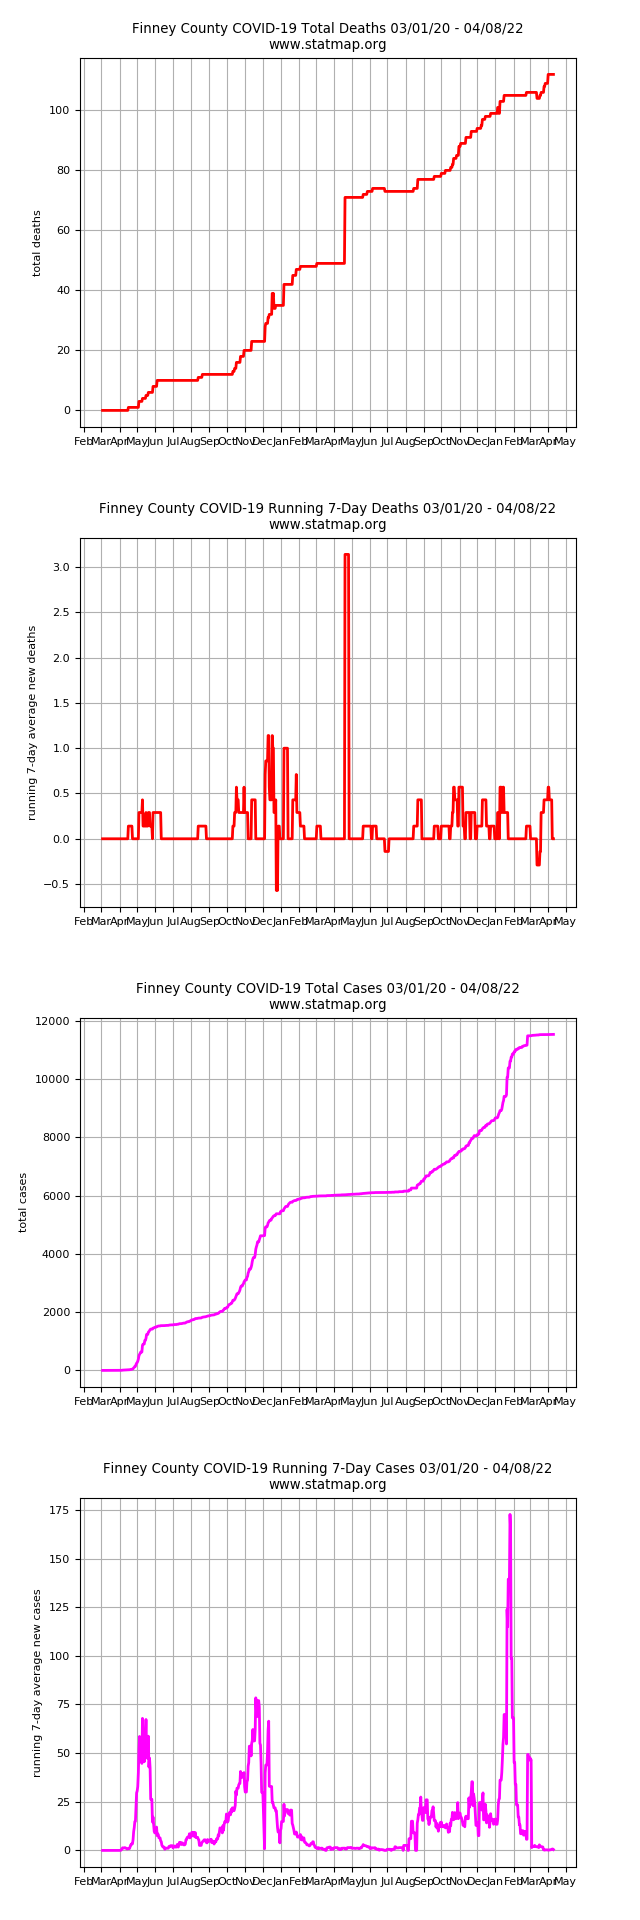 Finney County COVID-19 Total Deaths 03/01/20 - 04/08/22
www.statmap.org
total deaths
100
80
60
40
20
0
Feb Mar Apr May Jun Jul Aug Sep Oct Nov Dec Jan Feb Mar Apr May Jun Jul Aug Sep Oct Nov Dec Jan Feb Mar Apr May
Finney County COVID-19 Running 7-Day Deaths 03/01/20 - 04/08/22
www.statmap.org
running 7-day average new deaths
3.0
2.5
2.0
1.5
1.0
0.5
0.0
−0.5
Feb Mar Apr May Jun Jul Aug Sep Oct Nov Dec Jan Feb Mar Apr May Jun Jul Aug Sep Oct Nov Dec Jan Feb Mar Apr May
Finney County COVID-19 Total Cases 03/01/20 - 04/08/22
www.statmap.org
total cases
12000
10000
8000
6000
4000
2000
0
Feb Mar Apr May Jun Jul Aug Sep Oct Nov Dec Jan Feb Mar Apr May Jun Jul Aug Sep Oct Nov Dec Jan Feb Mar Apr May
Finney County COVID-19 Running 7-Day Cases 03/01/20 - 04/08/22
www.statmap.org
running 7-day average new cases
175
150
125
100
75
50
25
0
Feb Mar Apr May Jun Jul Aug Sep Oct Nov Dec Jan Feb Mar Apr May Jun Jul Aug Sep Oct Nov Dec Jan Feb Mar Apr May